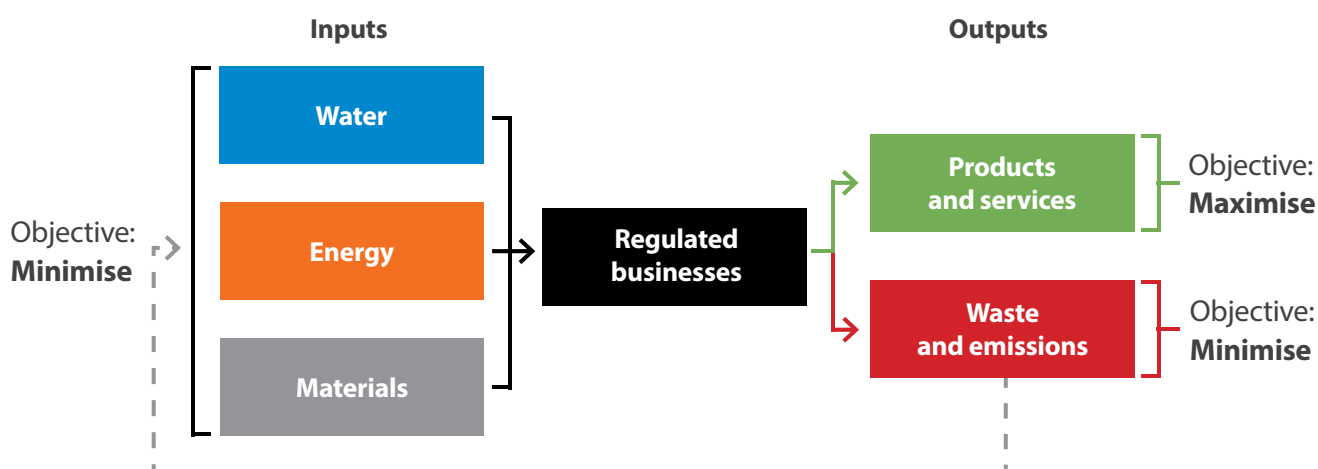 Inputs
Outputs
Water
Energy
Materials
Objective:
Minimise
Regulated
businesses
Products
and services
Objective:
Maximise
Waste
and emissions
Objective:
Minimise